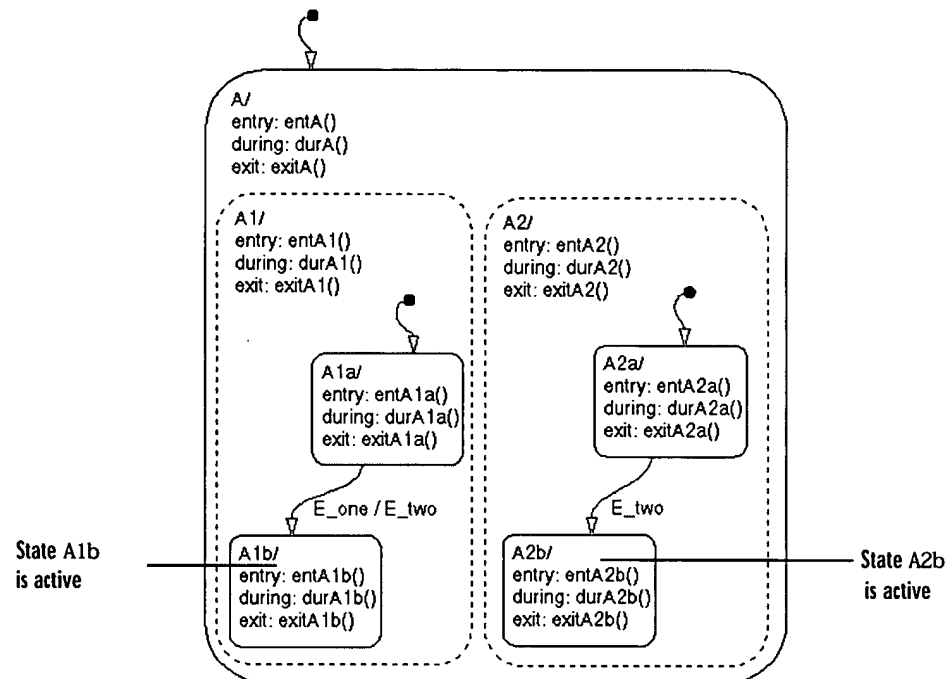 A/
entry: entA()
during: durA()
exit: exitA()
A1/
entry: entA1()
during: durA1()
exit: exitA1()
A2/
entry: entA2()
during: durA2()
exit: exitA2()
A1a/
entry: entA1a()
during: durA1a()
exit: exitA1a()
A2a/
entry: entA2a()
during: durA2a()
exit: exitA2a()
E_one / E_two
E_two
State A1b
is active
A1b/
entry: entA1b()
during: durA1b()
exit: exitA1b()
A2b/
entry: entA2b()
during: durA2b()
exit: exitA2b()
State A2b
is active